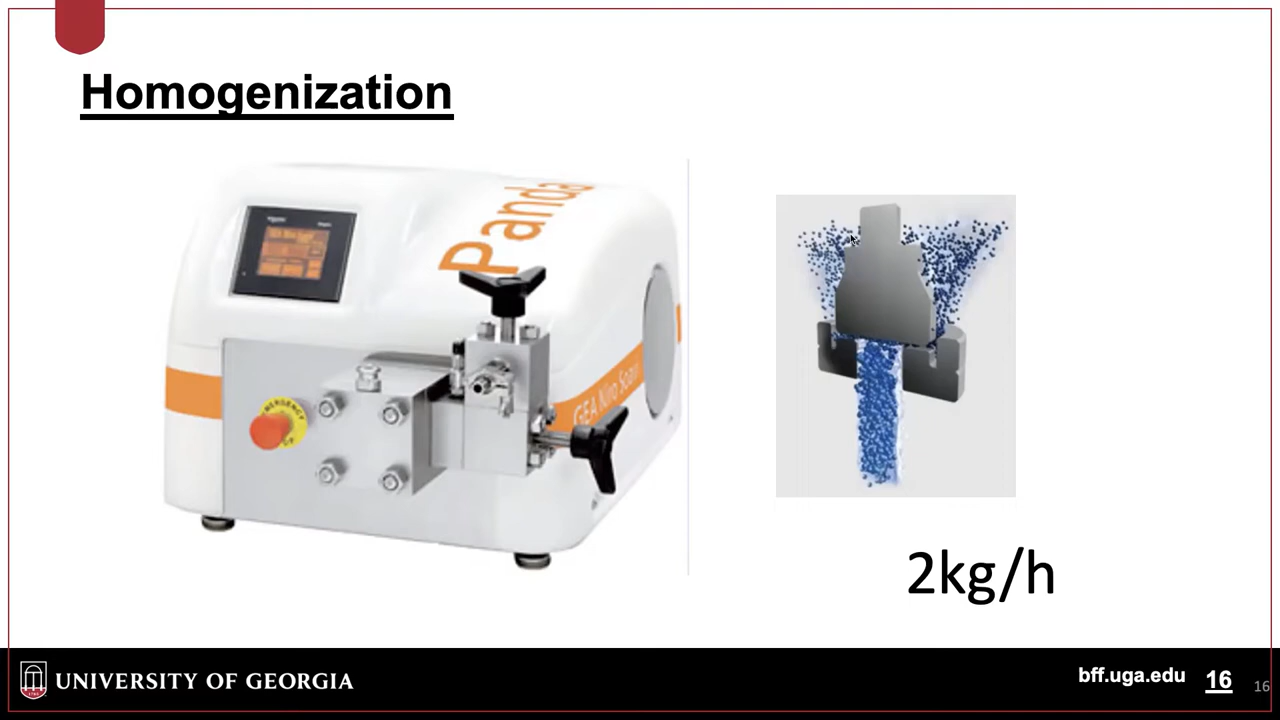 Homogenization
Panda
GEA Niro Soavi
2kg/h
UNIVERSITY OF GEORGIA
bff.uga.edu
16
16